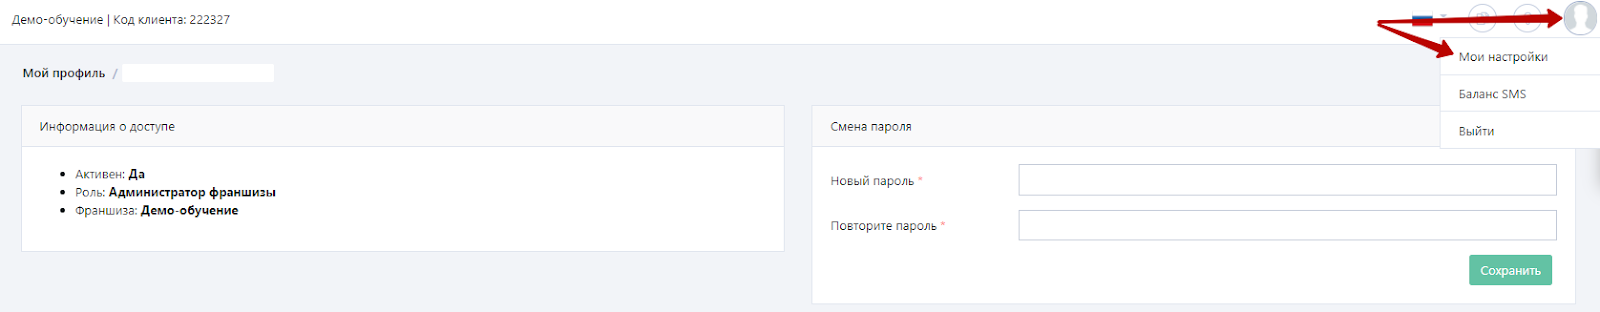 Демо-обучение | Код клиента: 222327
Мои настройки
Баланс SMS
Выйти
Мой профиль /
Информация о доступе
Активен: Да
Роль: Администратор франшизы
Франшиза: Демо-обучение
Смена пароля
Новый пароль *
Повторите пароль *
Сохранить